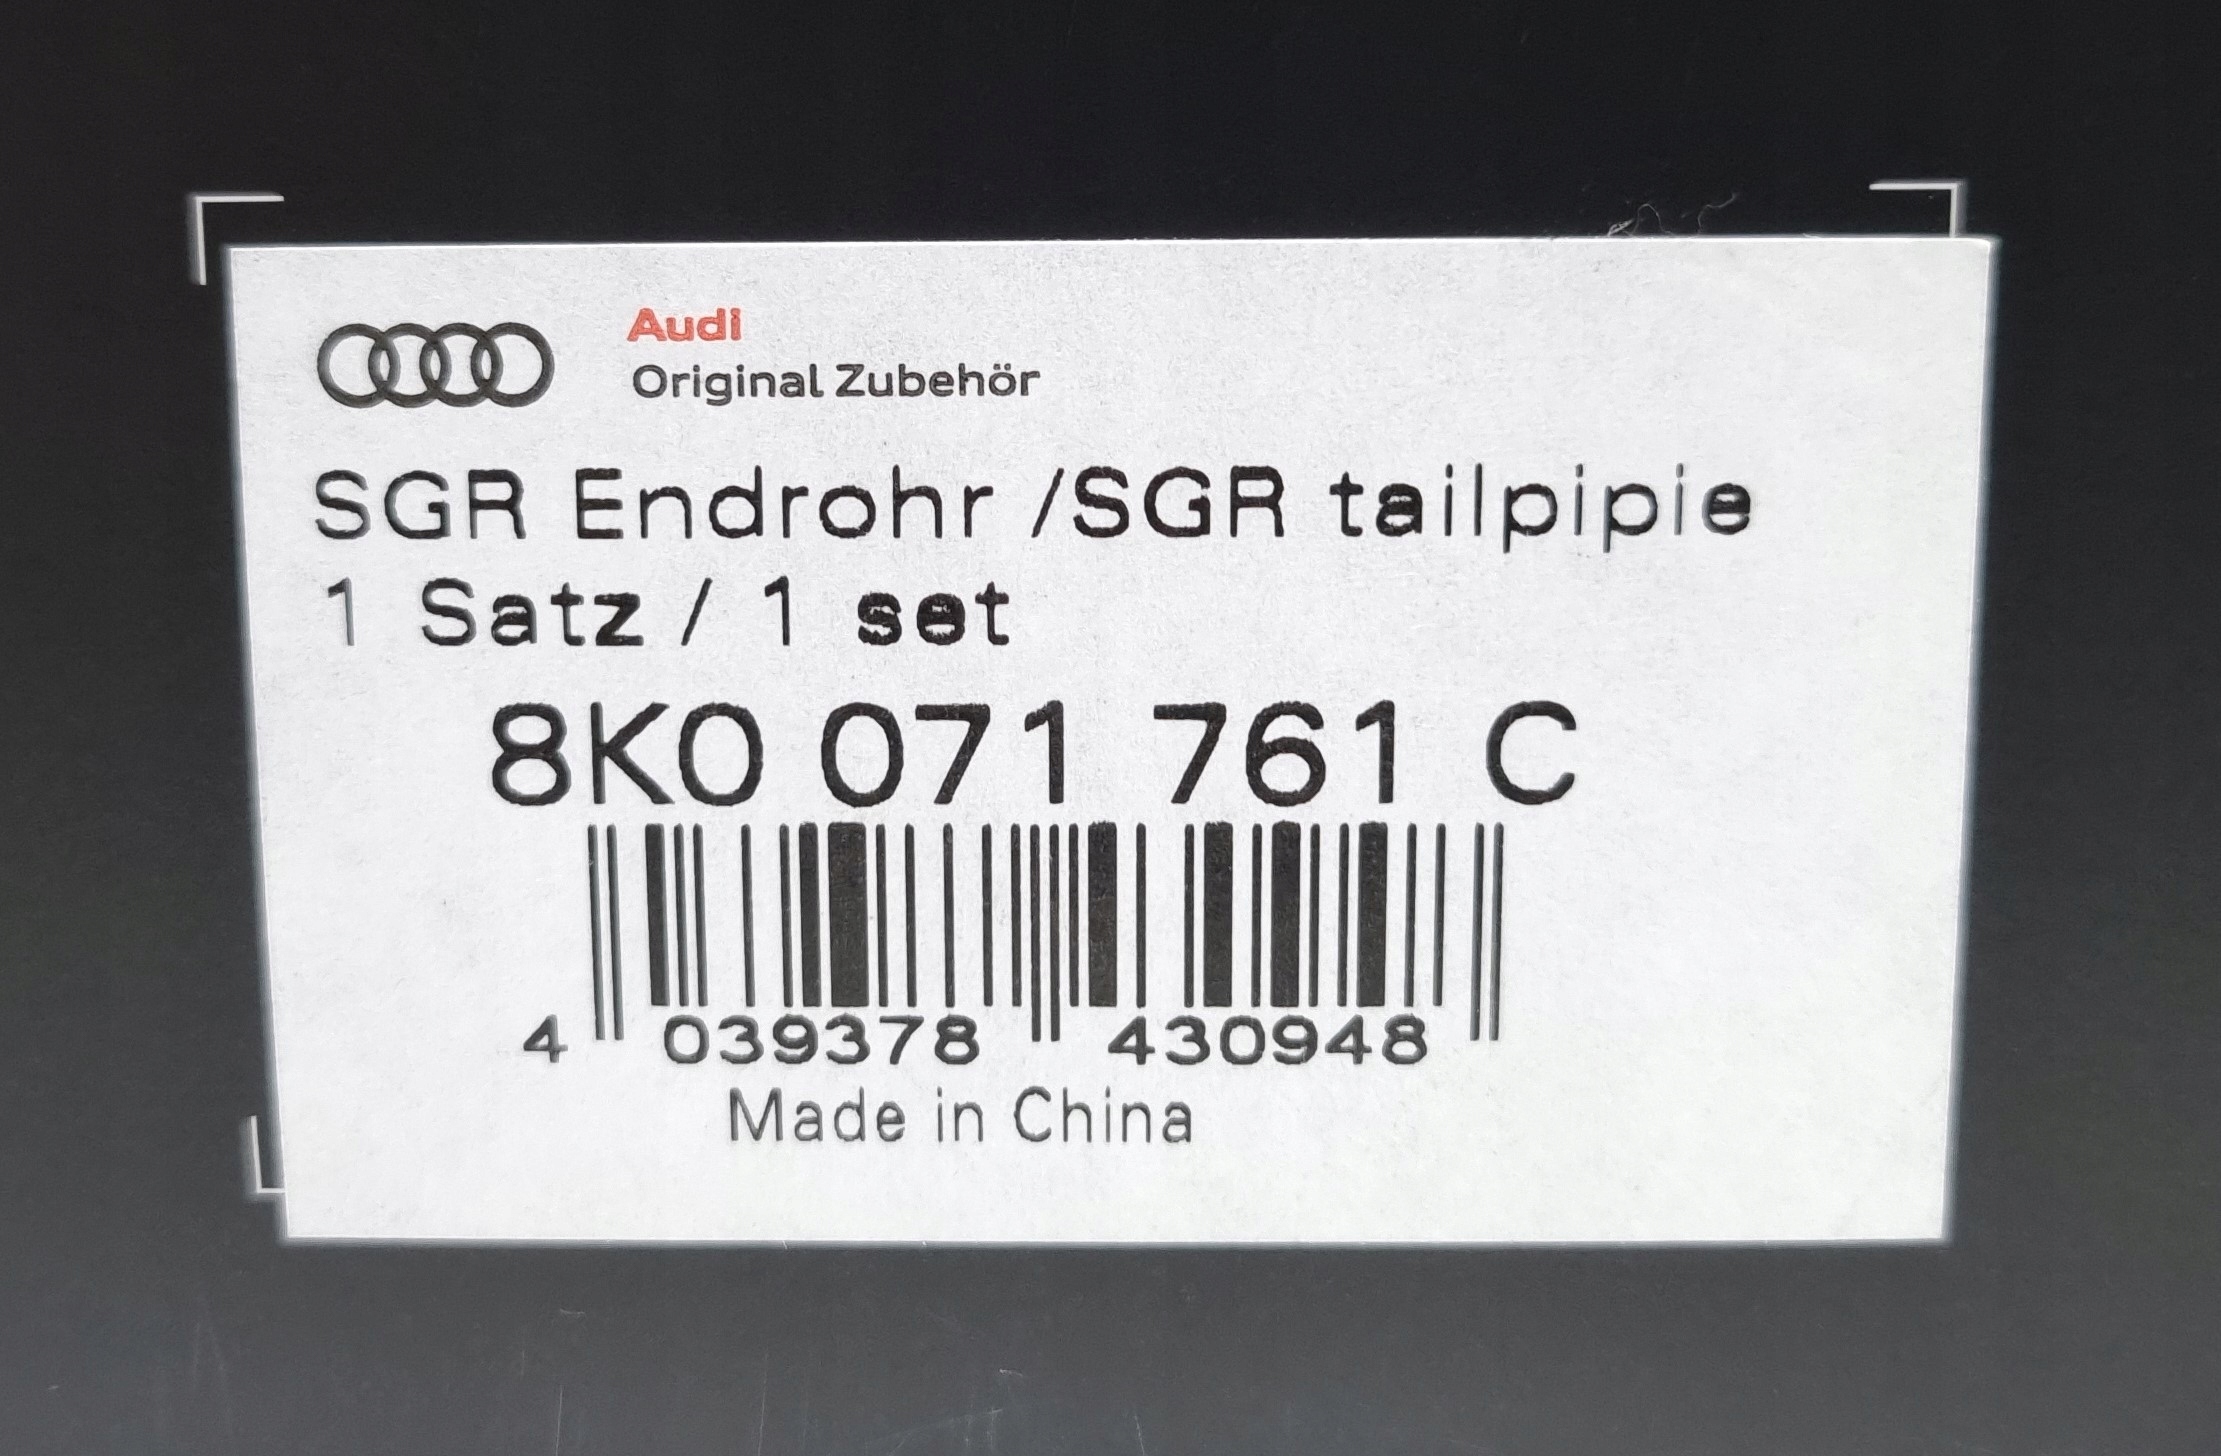 Audi
Original Zubehör
SGR Endrohr /SGR tailpipie
1 Satz / 1 set
8K0 071 761 C
4 039378 430948
Made in China